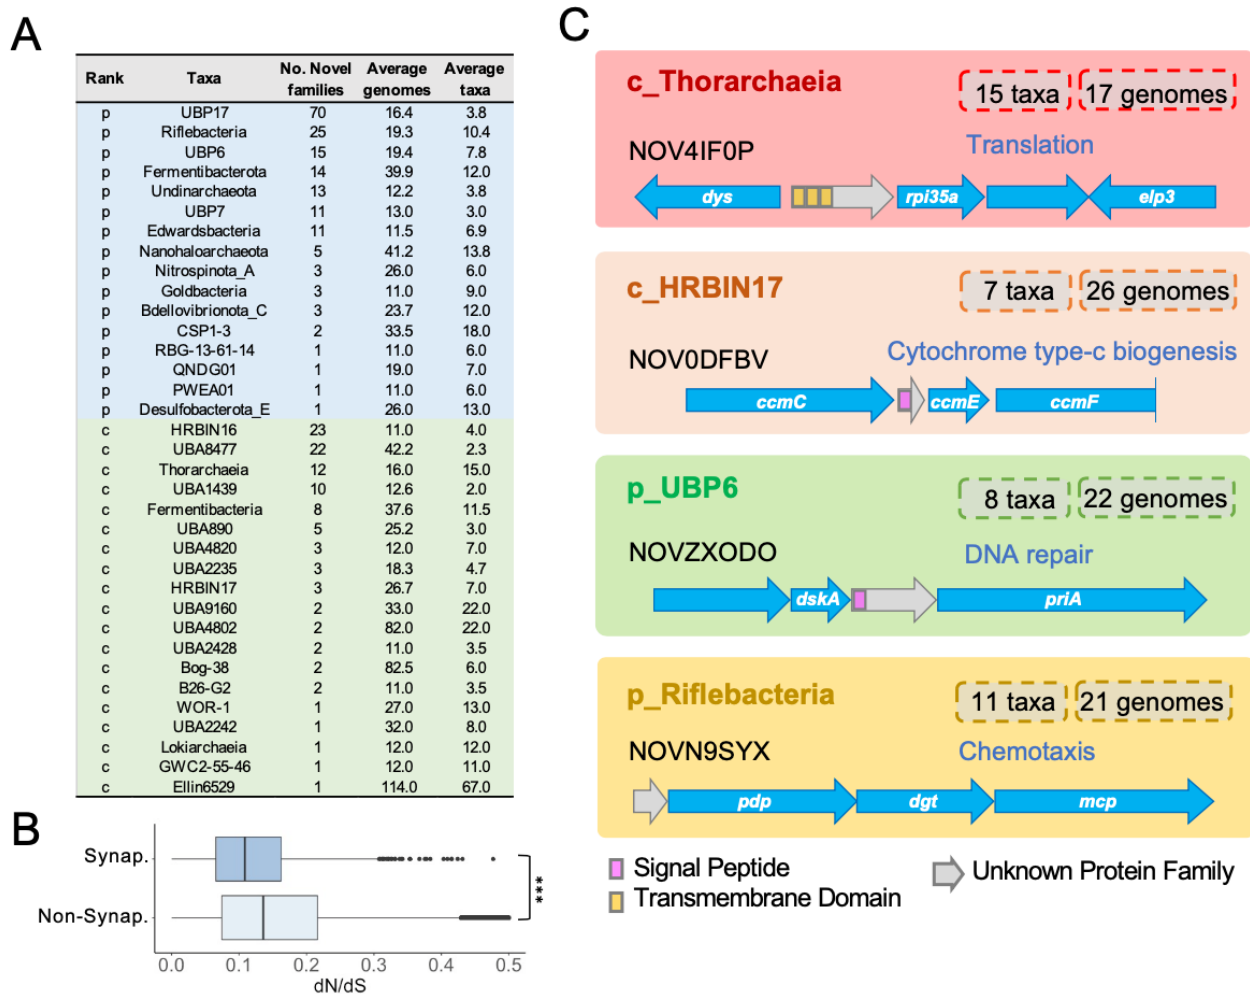 A
Rank Taxa No. Novel families Average genomes Average taxa
p UBP17 70 16.4 3.8
p Riflebacteria 25 19.3 10.4
p UBP6 15 19.4 7.8
p Fermentibacterota 14 39.9 12.0
p Undinarchaeota 13 12.2 3.8
p UBP7 11 13.0 3.0
p Edwardsbacteria 11 11.5 6.9
p Nanohaloarchaeota 5 41.2 13.8
p Nitrospinota_A 3 26.0 6.0
p Goldbacteria 3 11.0 9.0
p Bdellovibrionota_C 3 23.7 12.0
p CSP1-3 2 33.5 18.0
p RBG-13-61-14 1 11.0 6.0
p QNDG01 1 19.0 7.0
p PWEA01 1 11.0 6.0
p Desulfobacterota_E 1 26.0 13.0
c HRBIN16 23 11.0 4.0
c UBA8477 22 42.2 2.3
c Thorarchaeia 12 16.0 15.0
c UBA1439 10 12.6 2.0
c Fermentibacteria 8 37.6 11.5
c UBA890 5 25.2 3.0
c UBA4820 3 12.0 7.0
c UBA2235 3 18.3 4.7
c HRBIN17 3 26.7 7.0
c UBA9160 2 33.0 22.0
c UBA4802 2 82.0 22.0
c UBA2428 2 11.0 3.5
c Bog-38 2 82.5 6.0
c B26-G2 2 11.0 3.5
c WOR-1 1 27.0 13.0
c UBA2242 1 32.0 8.0
c Lokiarchaeia 1 12.0 12.0
c GWC2-55-46 1 12.0 11.0
c Ellin6529 1 114.0 67.0
B
Synap.
Non-Synap.
***
0.0 0.1 0.2 0.3 0.4 0.5
dN/dS
C
c_Thorarchaeia 15 taxa 17 genomes
NOV4IF0P Translation
dys rpi35a elp3
c_HRBIN17 7 taxa 26 genomes
NOV0DFBV Cytochrome type-c biogenesis
ccmC ccmE ccmF
p_UBP6 8 taxa 22 genomes
NOVZXODO DNA repair
dskA priA
p_Riflebacteria 11 taxa 21 genomes
NOVN9SYX Chemotaxis
pdp dgt mcp
Signal Peptide Unknown Protein Family
Transmembrane Domain